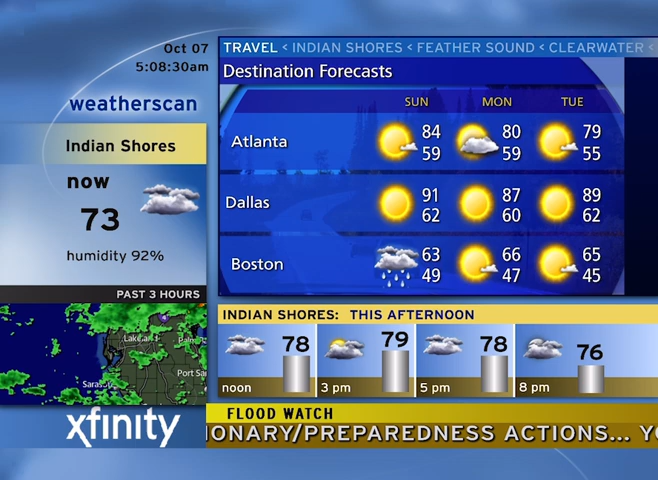 Oct 07
5:08:30am
weatherscan
Indian Shores
now
73
humidity 92%
PAST 3 HOURS
xfinity
TRAVEL < INDIAN SHORES < FEATHER SOUND < CLEARWATER <
Destination Forecasts
SUN MON TUE
Atlanta 84 59 80 59 79 55
Dallas 91 62 87 60 89 62
Boston 63 49 66 47 65 45
INDIAN SHORES: THIS AFTERNOON
78 79 78 76
noon 3 pm 5 pm 8 pm
FLOOD WATCH
IONARY/PREPAREDNESS ACTIONS...